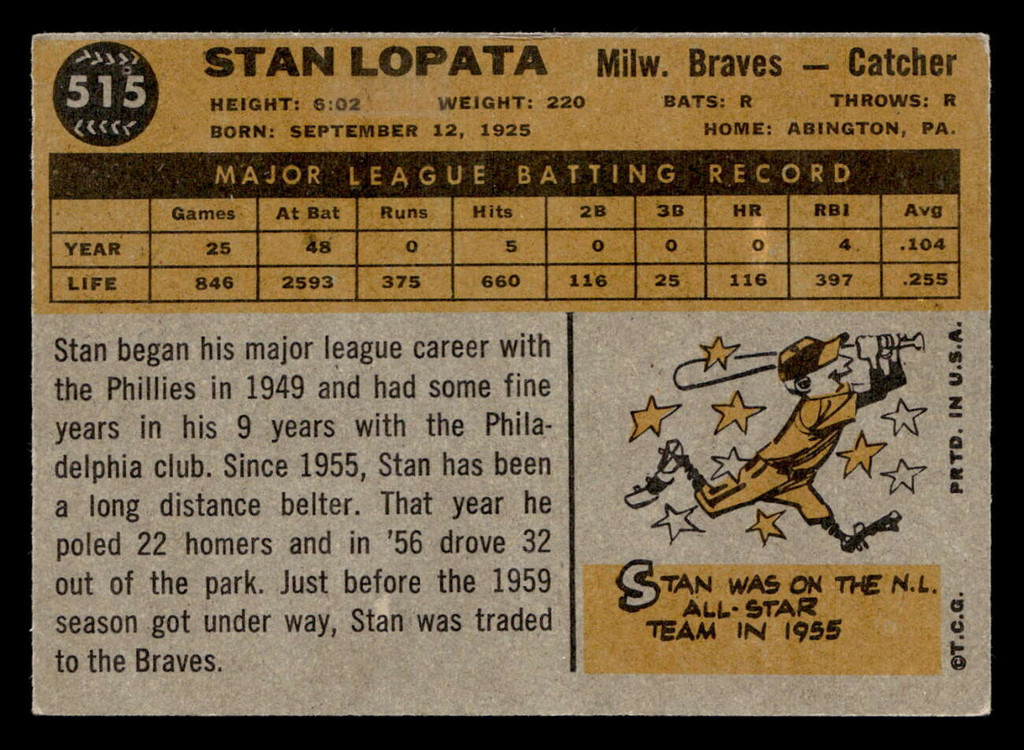 515
STAN LOPATA
Milw. Braves — Catcher
HEIGHT: 6:02 WEIGHT: 220 BATS: R THROWS: R
BORN: SEPTEMBER 12, 1925 HOME: ABINGTON, PA.
MAJOR LEAGUE BATTING RECORD
Games At Bat Runs Hits 2B 3B HR RBI Avg
YEAR 25 48 0 5 0 0 0 4 .104
LIFE 846 2593 375 660 116 25 116 397 .255
Stan began his major league career with
the Phillies in 1949 and had some fine
years in his 9 years with the Phila-
delphia club. Since 1955, Stan has been
a long distance belter. That year he
poled 22 homers and in '56 drove 32
out of the park. Just before the 1959
season got under way, Stan was traded
to the Braves.
STAN WAS ON THE N.L.
ALL-STAR
TEAM IN 1955
©T.C.G. PRTD. IN U.S.A.